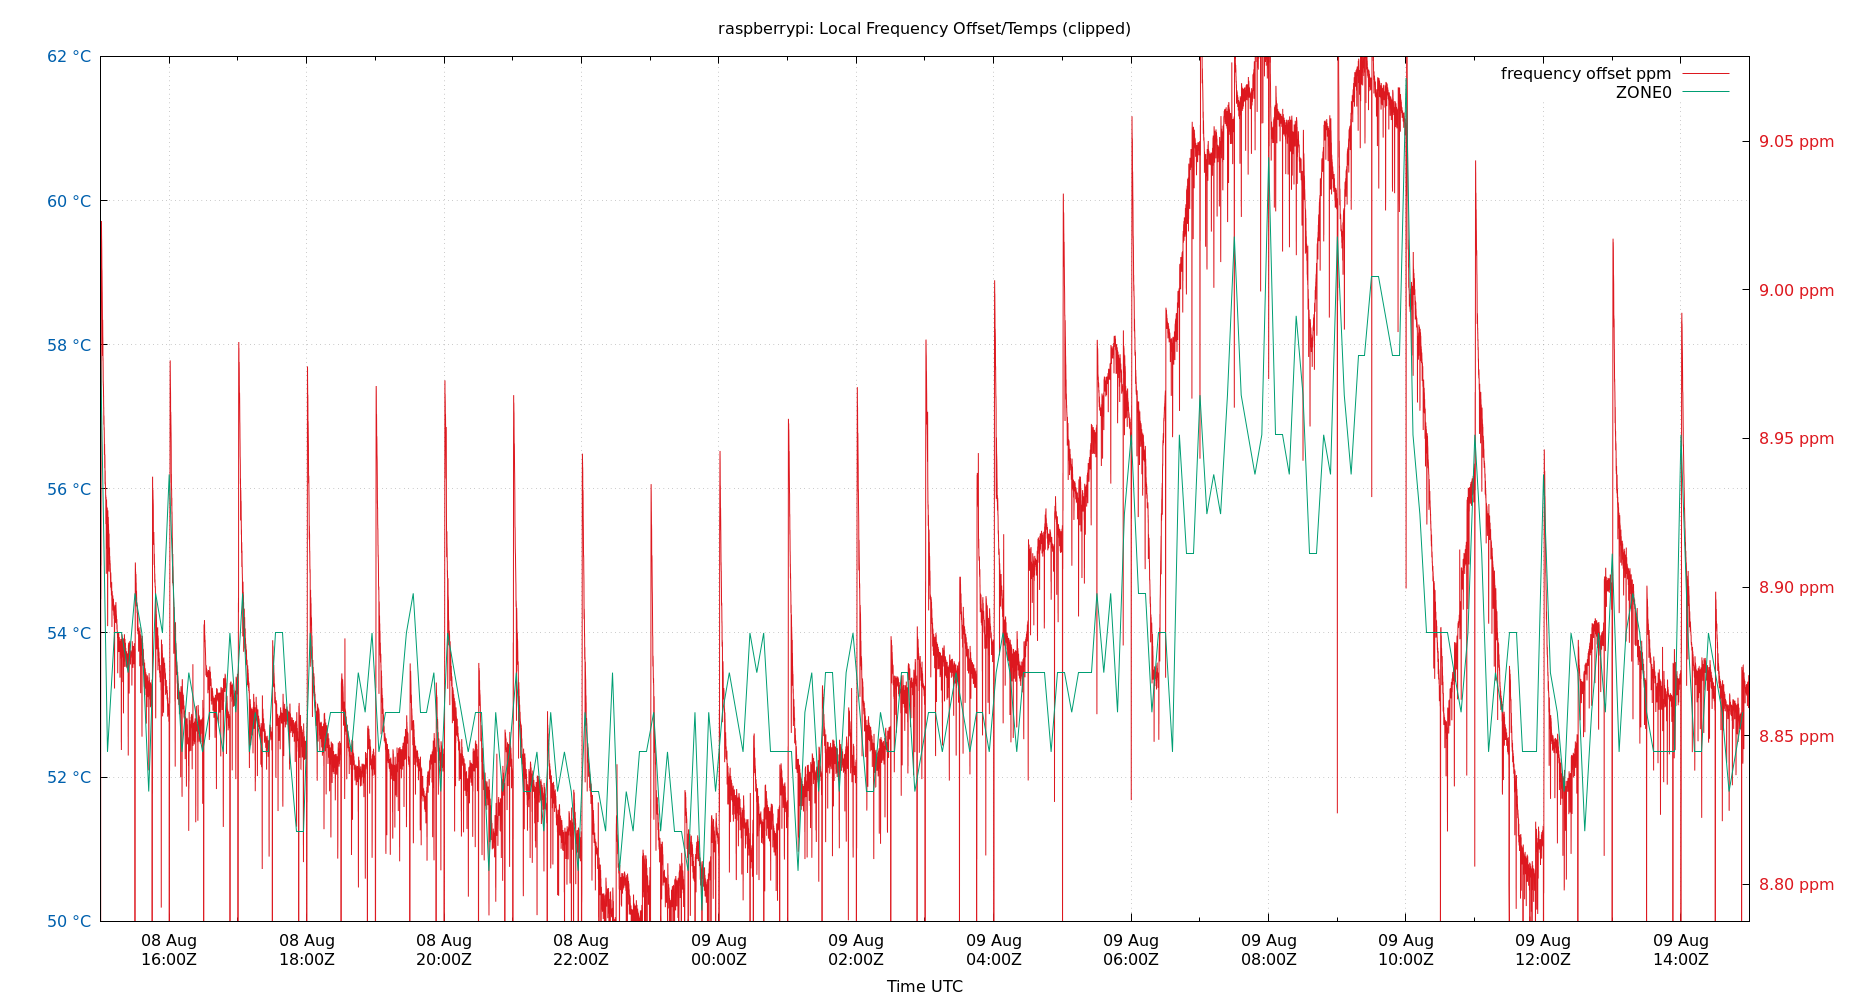 raspberrypi: Local Frequency Offset/Temps (clipped)
frequency offset ppm
ZONE0
62 °C
60 °C
58 °C
56 °C
54 °C
52 °C
50 °C
9.05 ppm
9.00 ppm
8.95 ppm
8.90 ppm
8.85 ppm
8.80 ppm
08 Aug
16:00Z
08 Aug
18:00Z
08 Aug
20:00Z
08 Aug
22:00Z
09 Aug
00:00Z
09 Aug
02:00Z
09 Aug
04:00Z
09 Aug
06:00Z
09 Aug
08:00Z
09 Aug
10:00Z
09 Aug
12:00Z
09 Aug
14:00Z
Time UTC